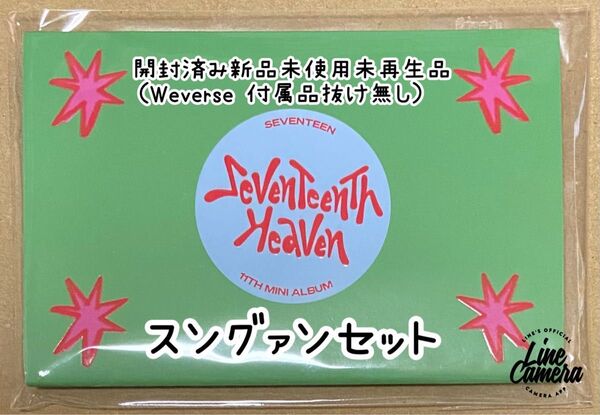 開封済み新品未使用未再生品
(Weverse 付属品抜け無し)
SEVENTEEN
SevenTeenTh
Heaven
11TH MINI ALBUM
スングァンセット
LINE'S OFFICIAL
Line
Camera
CAMERA APP